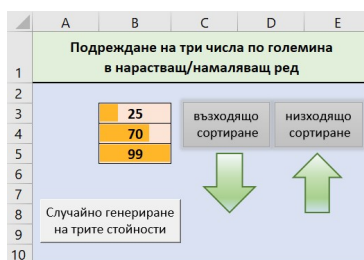 A B C D E
1 Подреждане на три числа по големина
в нарастващ/намаляващ ред
2
3 25
4 70
5 99
възходящо сортиране
низходящо сортиране
6
7
8 Случайно генериране
9 на трите стойности
10